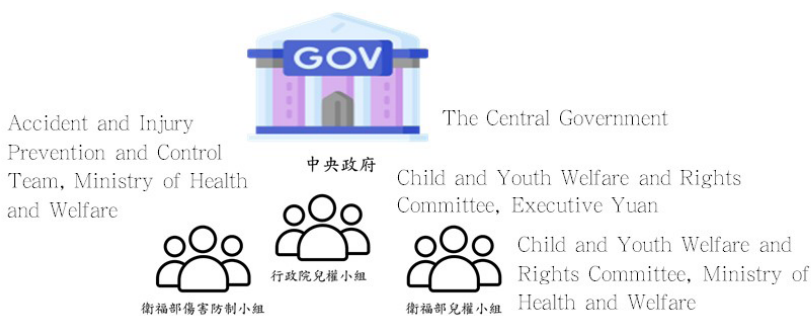 GOV
The Central Government
中央政府
Accident and Injury
Prevention and Control
Team, Ministry of Health
and Welfare
Child and Youth Welfare and Rights
Committee, Executive Yuan
行政院兒權小組
Child and Youth Welfare and
Rights Committee, Ministry of
Health and Welfare
衛福部傷害防制小組
衛福部兒權小組